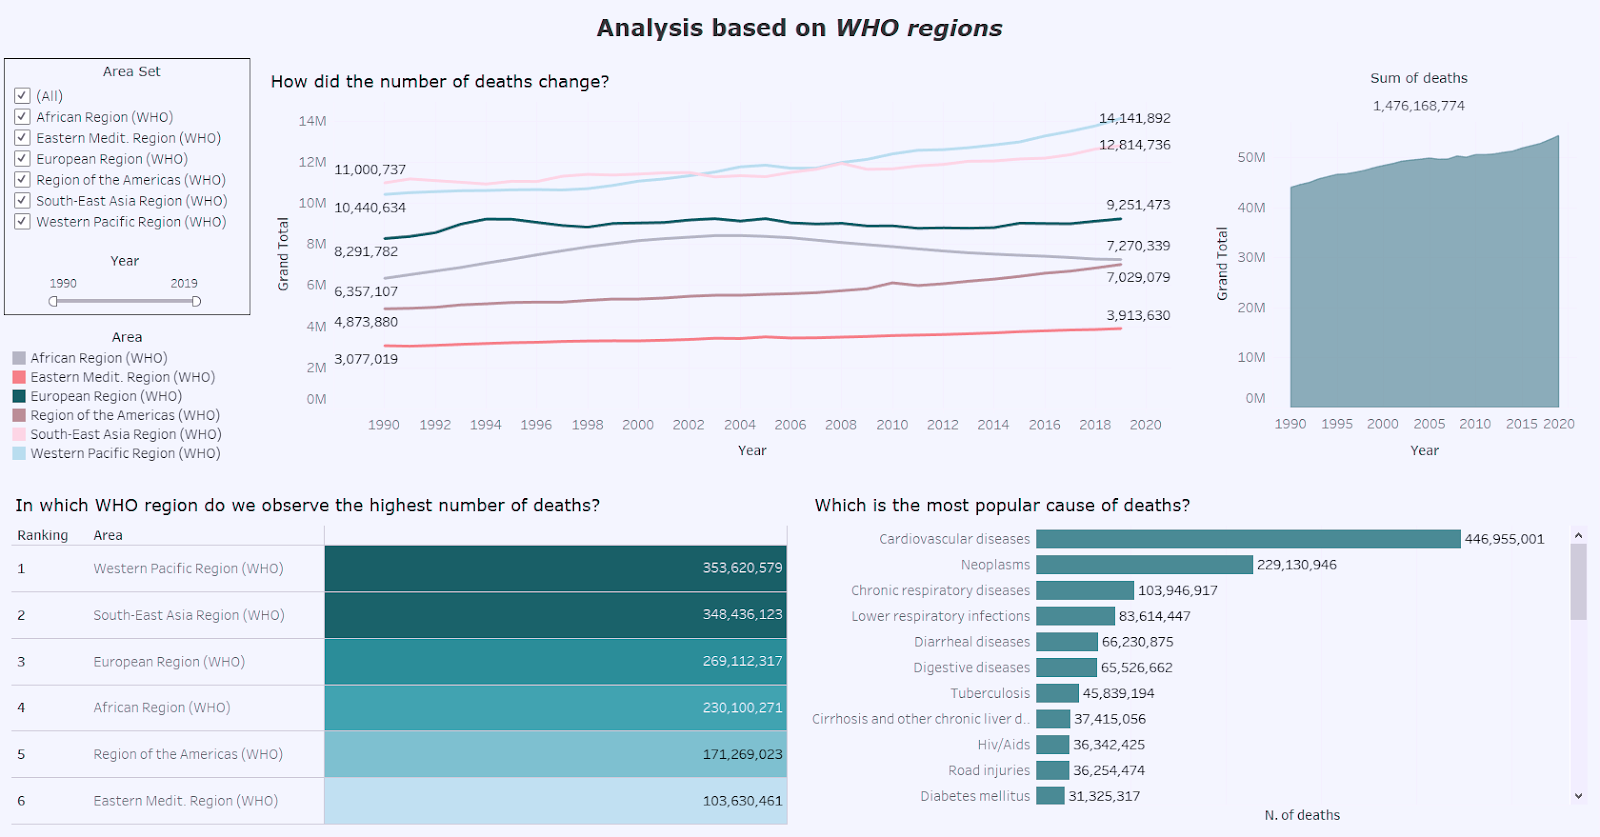 Analysis based on WHO regions
Area Set
(All)
African Region (WHO)
Eastern Medit. Region (WHO)
European Region (WHO)
Region of the Americas (WHO)
South-East Asia Region (WHO)
Western Pacific Region (WHO)
Year
1990 2019
Area
African Region (WHO)
Eastern Medit. Region (WHO)
European Region (WHO)
Region of the Americas (WHO)
South-East Asia Region (WHO)
Western Pacific Region (WHO)
How did the number of deaths change?
Grand Total
14M
12M
10M
8M
6M
4M
2M
0M
11,000,737
10,440,634
8,291,782
6,357,107
4,873,880
3,077,019
14,141,892
12,814,736
9,251,473
7,270,339
7,029,079
3,913,630
1990 1992 1994 1996 1998 2000 2002 2004 2006 2008 2010 2012 2014 2016 2018 2020
Year
Sum of deaths
1,476,168,774
Grand Total
50M
40M
30M
20M
10M
0M
1990 1995 2000 2005 2010 2015 2020
Year
In which WHO region do we observe the highest number of deaths?
Ranking Area
1 Western Pacific Region (WHO) 353,620,579
2 South-East Asia Region (WHO) 348,436,123
3 European Region (WHO) 269,112,317
4 African Region (WHO) 230,100,271
5 Region of the Americas (WHO) 171,269,023
6 Eastern Medit. Region (WHO) 103,630,461
Which is the most popular cause of deaths?
Cardiovascular diseases 446,955,001
Neoplasms 229,130,946
Chronic respiratory diseases 103,946,917
Lower respiratory infections 83,614,447
Diarrheal diseases 66,230,875
Digestive diseases 65,526,662
Tuberculosis 45,839,194
Cirrhosis and other chronic liver d.. 37,415,056
Hiv/Aids 36,342,425
Road injuries 36,254,474
Diabetes mellitus 31,325,317
N. of deaths